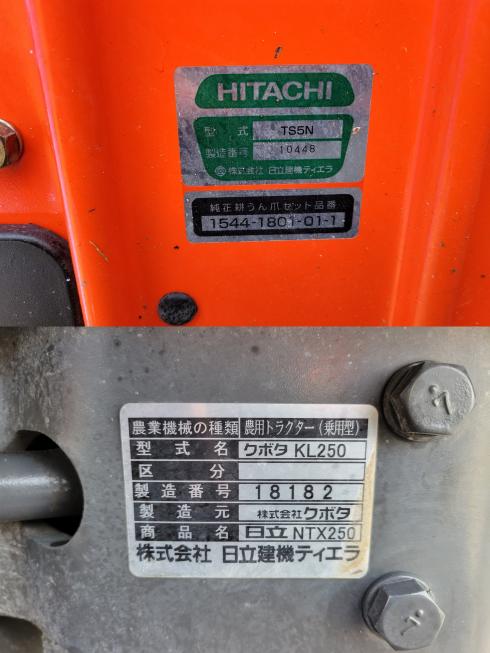 HITACHI
型式 TS5N
製造番号 10448
株式会社 日立建機ティエラ
純正耕うん爪セット品番
1544-1801-01-1
農業機械の種類 農用トラクター(乗用型)
型式名 クボタ KL250
区分
製造番号 18182
製造元 株式会社クボタ
商品名 日立 NTX250
株式会社 日立建機ティエラ